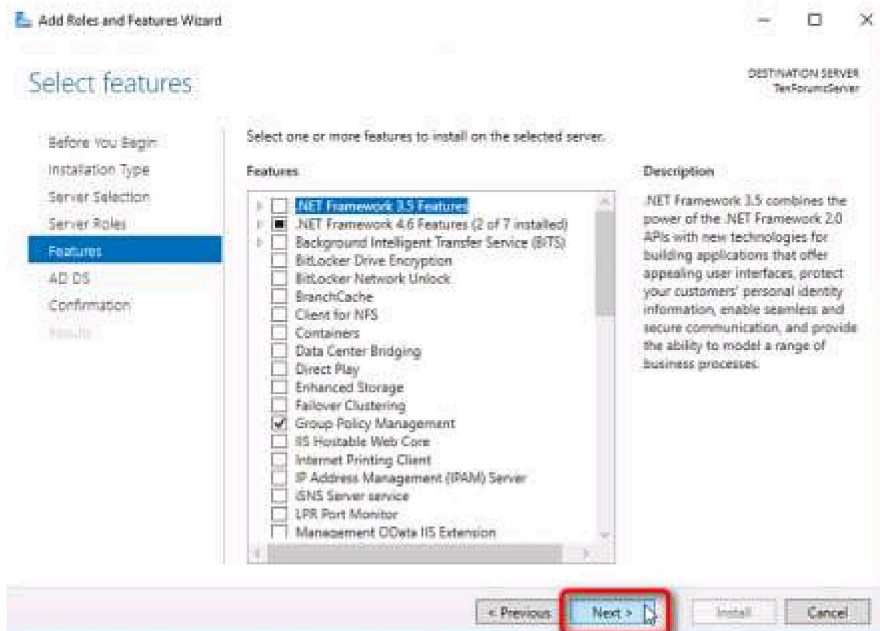 Add Roles and Features Wizard
Select features
DESTINATION SERVER
TenForumsServer
Before You Begin
Installation Type
Server Selection
Server Roles
Features
AD DS
Confirmation
Results
Select one or more features to install on the selected server.
Features
.NET Framework 3.5 Features
.NET Framework 4.6 Features (2 of 7 installed)
Background Intelligent Transfer Service (BITS)
BitLocker Drive Encryption
BitLocker Network Unlock
BranchCache
Client for NFS
Containers
Data Center Bridging
Direct Play
Enhanced Storage
Failover Clustering
Group Policy Management
IIS Hostable Web Core
Internet Printing Client
IP Address Management (IPAM) Server
iSNS Server service
LPR Port Monitor
Management OData IIS Extension
Description
.NET Framework 3.5 combines the
power of the .NET Framework 2.0
APIs with new technologies for
building applications that offer
appealing user interfaces, protect
your customers' personal identity
information, enable seamless and
secure communication, and provide
the ability to model a range of
business processes.
< Previous
Next >
Install
Cancel